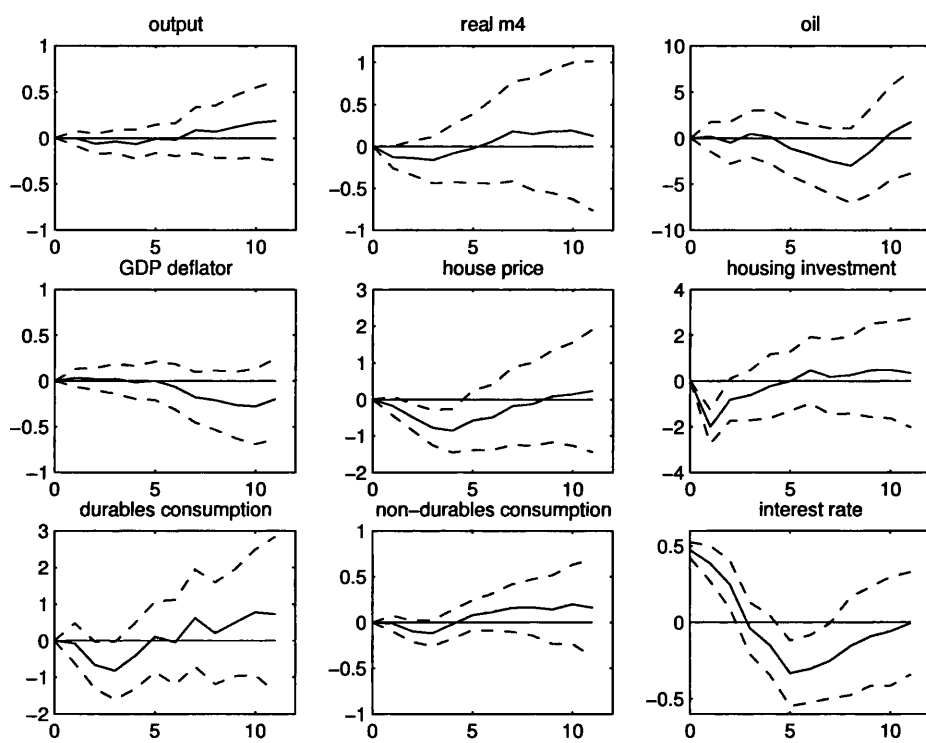 output
real m4
oil
1
0.5
0
−0.5
−1
0 5 10
1
0.5
0
−0.5
−1
0 5 10
10
5
0
−5
−10
0 5 10
GDP deflator
house price
housing investment
1
0.5
0
−0.5
−1
0 5 10
3
2
1
0
−1
−2
0 5 10
4
2
0
−2
−4
0 5 10
durables consumption
non−durables consumption
interest rate
3
2
1
0
−1
−2
0 5 10
1
0.5
0
−0.5
−1
0 5 10
0.5
0
−0.5
0 5 10